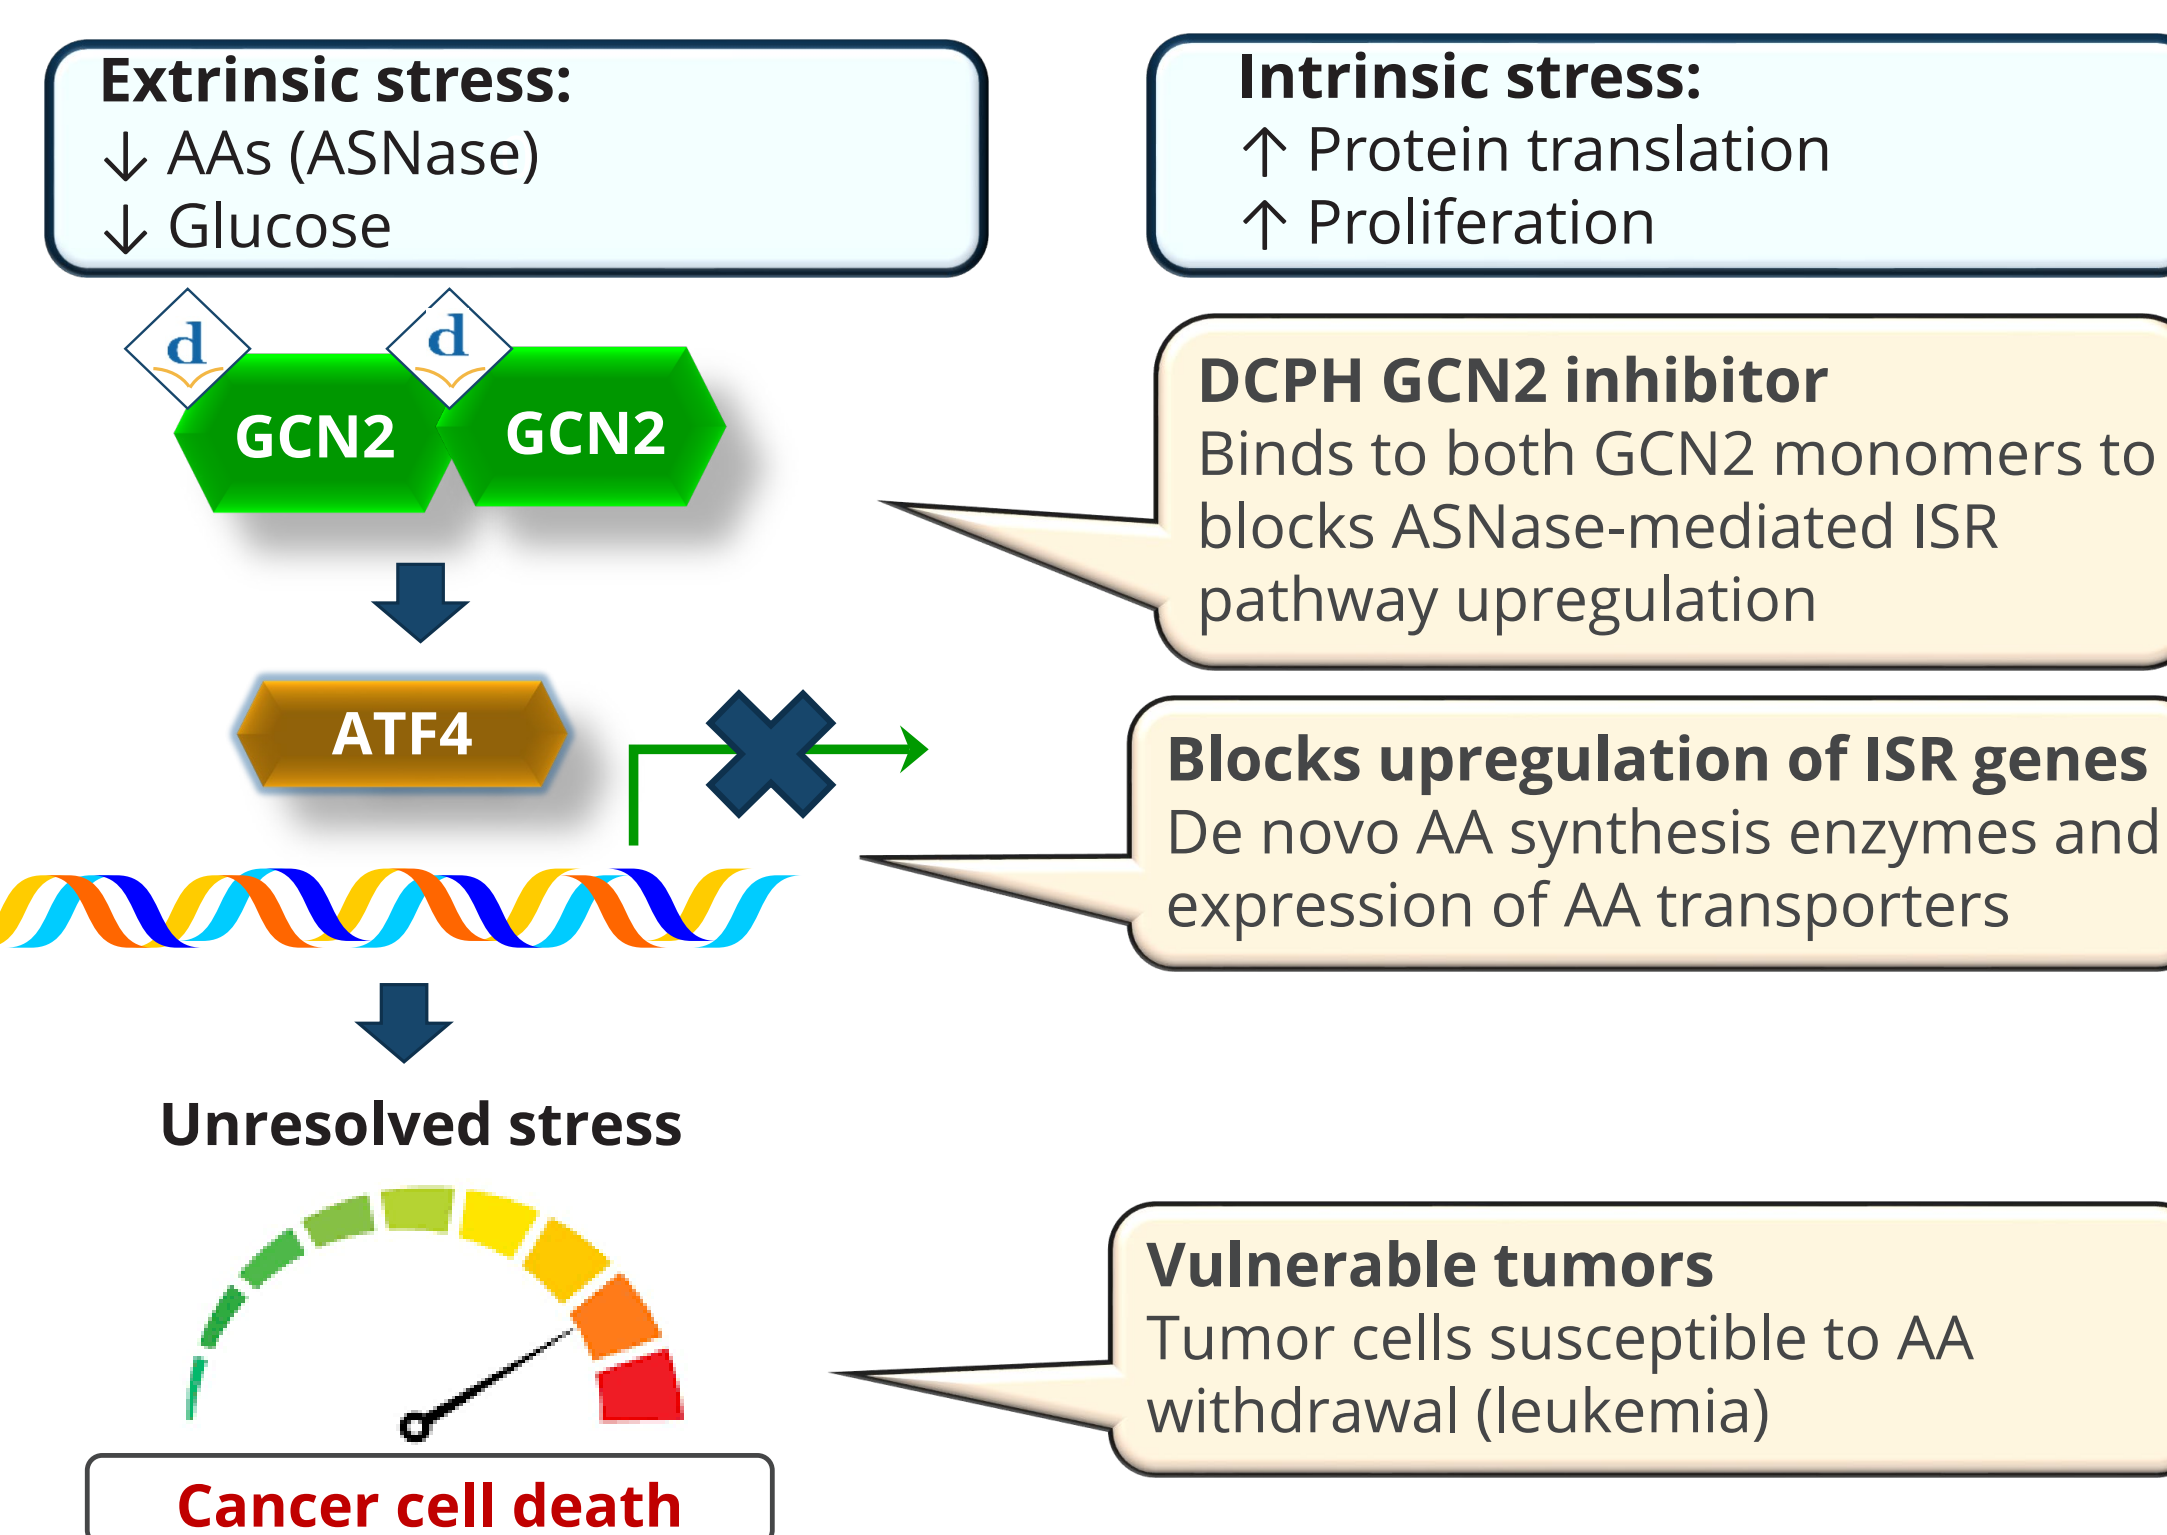 Extrinsic stress:
↓ AAs (ASNase)
↓ Glucose
Intrinsic stress:
↑ Protein translation
↑ Proliferation
d
d
GCN2
GCN2
DCPH GCN2 inhibitor
Binds to both GCN2 monomers to
blocks ASNase-mediated ISR
pathway upregulation
ATF4
Blocks upregulation of ISR genes
De novo AA synthesis enzymes and
expression of AA transporters
Unresolved stress
Vulnerable tumors
Tumor cells susceptible to AA
withdrawal (leukemia)
Cancer cell death